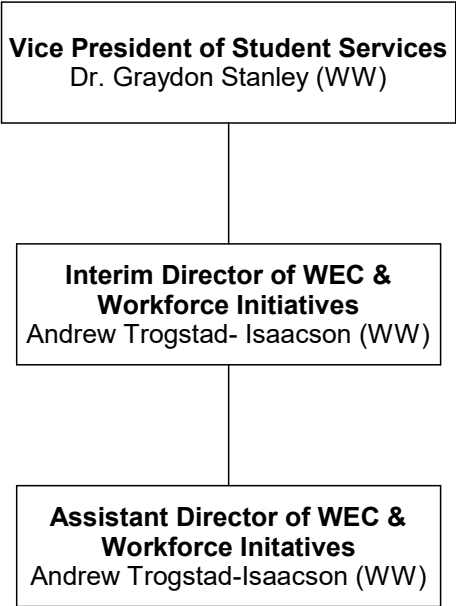 Vice President of Student Services
Dr. Graydon Stanley (WW)
Interim Director of WEC &
Workforce Initiatives
Andrew Trogstad- Isaacson (WW)
Assistant Director of WEC &
Workforce Initatives
Andrew Trogstad-Isaacson (WW)